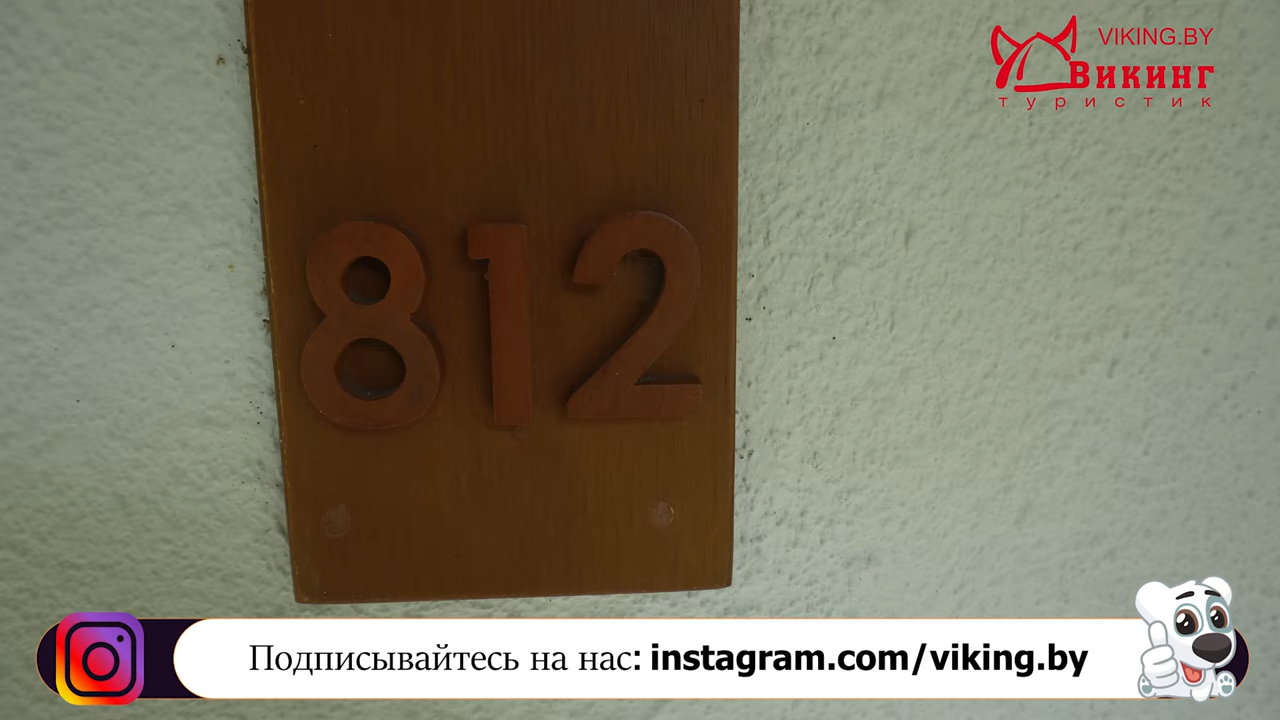 VIKING.BY
Викинг
туристик
812
Подписывайтесь на нас: instagram.com/viking.by